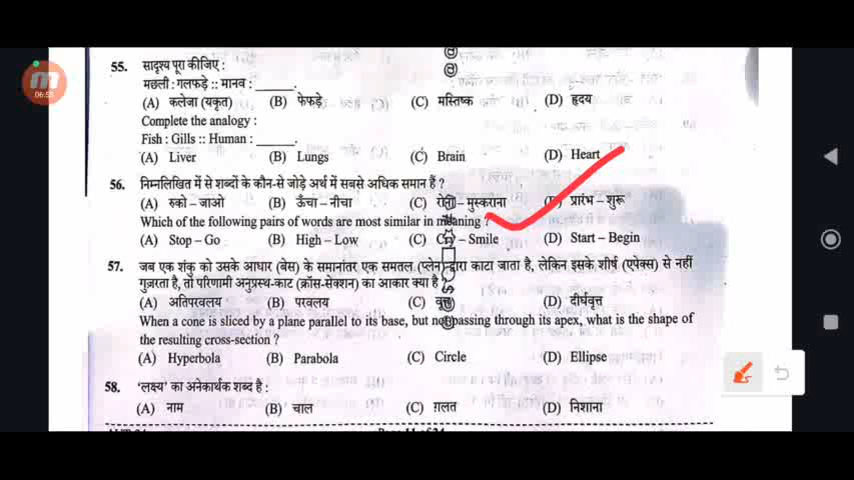 06:55
55. सादृश्य पूरा कीजिए :
मछली : गलफड़े :: मानव : ______.
(A) कलेजा (यकृत) (B) फेफड़े (C) मस्तिष्क (D) हृदय
Complete the analogy :
Fish : Gills :: Human : ______.
(A) Liver (B) Lungs (C) Brain (D) Heart
56. निम्नलिखित में से शब्दों के कौन-से जोड़े अर्थ में सबसे अधिक समान हैं ?
(A) रुको – जाओ (B) ऊँचा – नीचा (C) रोना – मुस्कराना (D) प्रारंभ – शुरू
Which of the following pairs of words are most similar in meaning ?
(A) Stop – Go (B) High – Low (C) Cry – Smile (D) Start – Begin
57. जब एक शंकु को उसके आधार (बेस) के समानांतर एक समतल (प्लेन) द्वारा काटा जाता है, लेकिन इसके शीर्ष (एपेक्स) से नहीं
गुज़रता है, तो परिणामी अनुप्रस्थ-काट (क्रॉस-सेक्शन) का आकार क्या है ?
(A) अतिपरवलय (B) परवलय (C) वृत्त (D) दीर्घवृत्त
When a cone is sliced by a plane parallel to its base, but not passing through its apex, what is the shape of
the resulting cross-section ?
(A) Hyperbola (B) Parabola (C) Circle (D) Ellipse
58. 'लक्ष्य' का अनेकार्थक शब्द है :
(A) नाम (B) चाल (C) ग़लत (D) निशाना